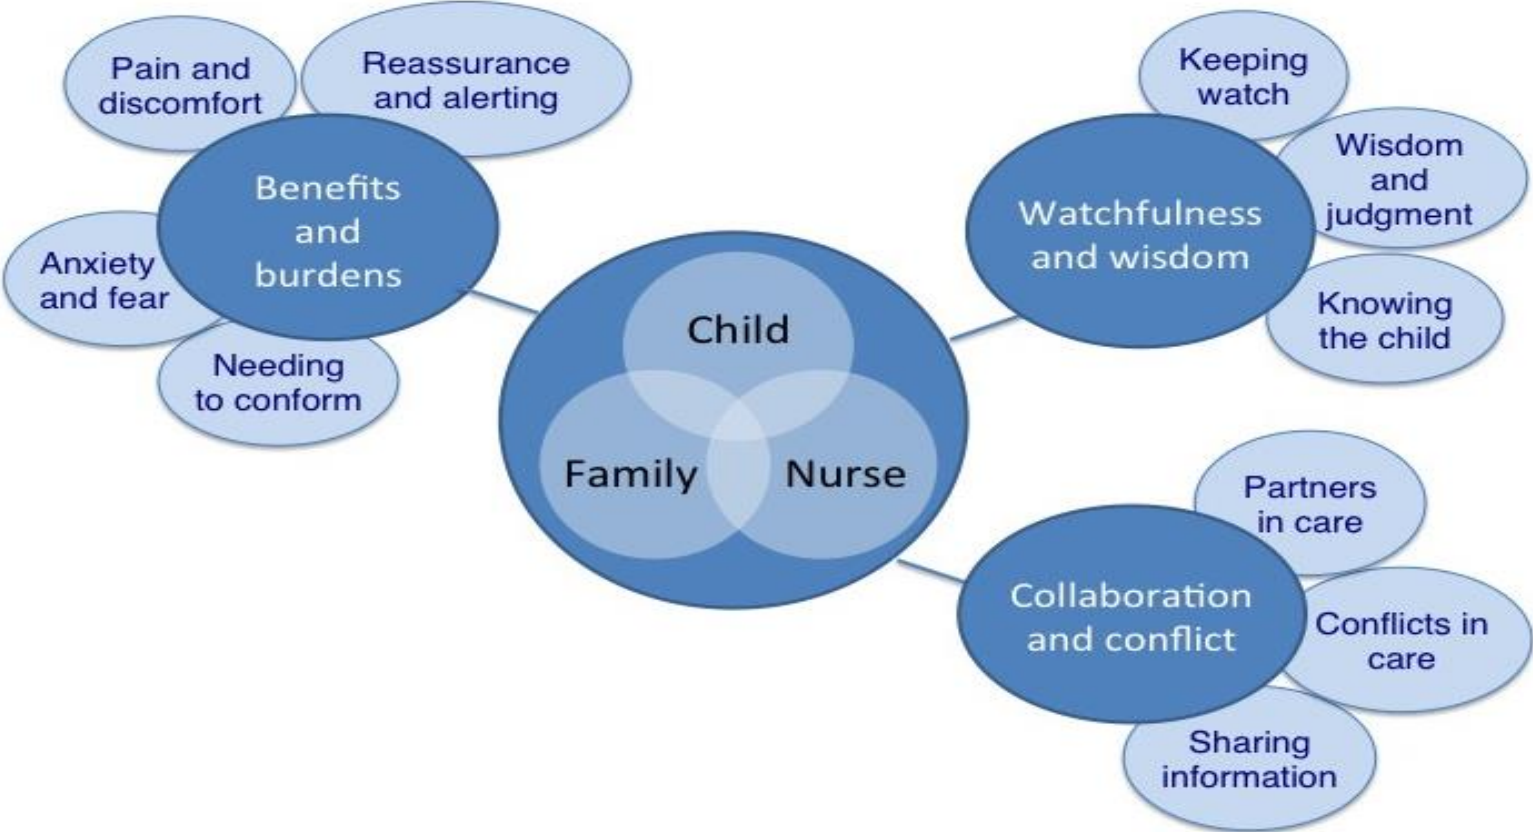 Pain and
discomfort
Reassurance
and alerting
Benefits
and
burdens
Anxiety
and fear
Needing
to conform
Child
Family
Nurse
Keeping
watch
Watchfulness
and wisdom
Wisdom
and
judgment
Knowing
the child
Partners
in care
Collaboration
and conflict
Conflicts in
care
Sharing
information